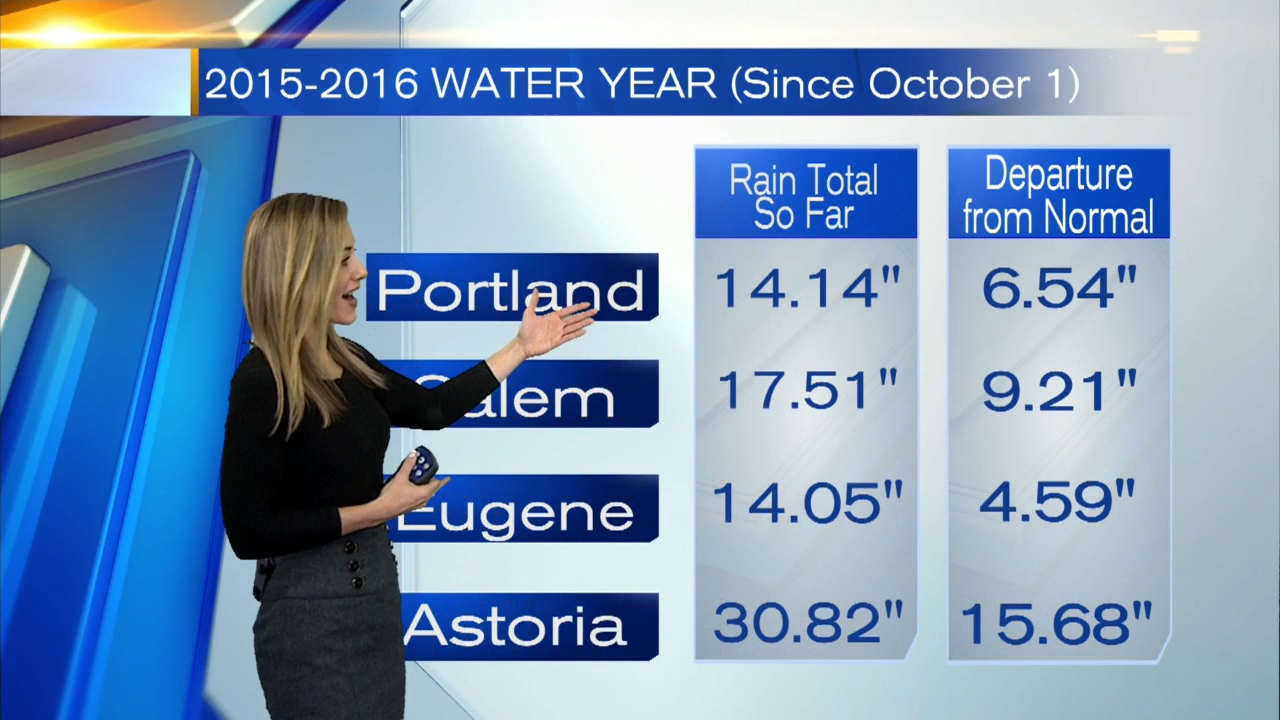 2015-2016 WATER YEAR (Since October 1)
Rain Total
So Far
Departure
from Normal
Portland 14.14" 6.54"
Salem 17.51" 9.21"
Eugene 14.05" 4.59"
Astoria 30.82" 15.68"